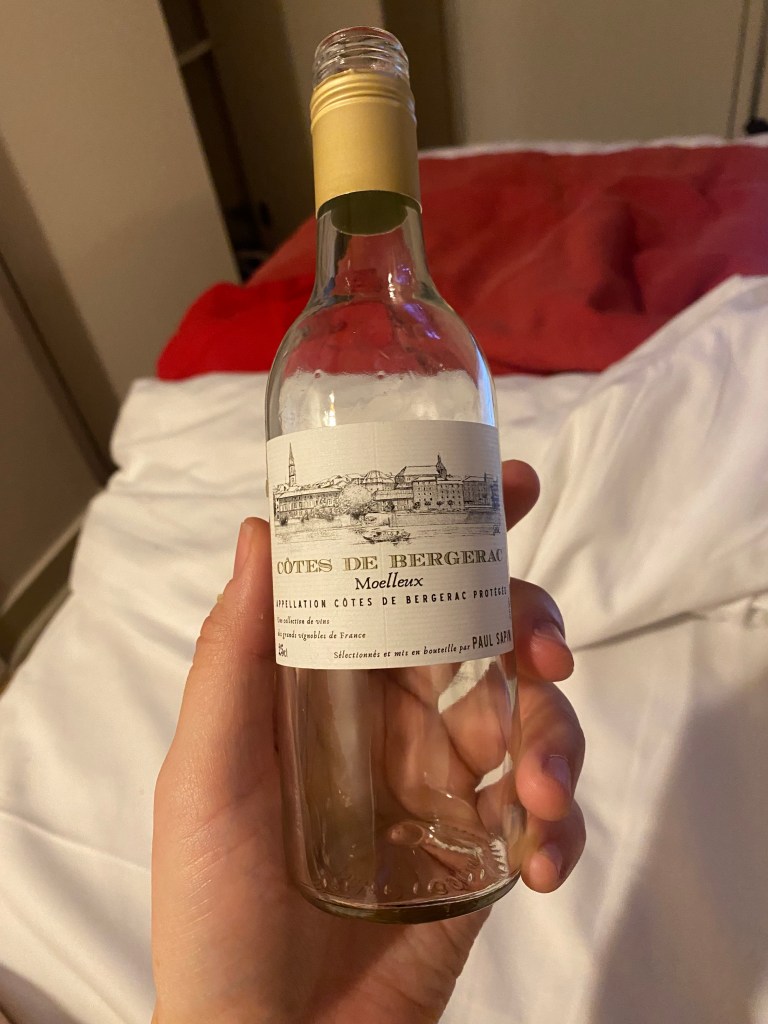 CÔTES DE BERGERAC
Moelleux
APPELLATION CÔTES DE BERGERAC PROTÉGÉE
Une collection de vins
des grands vignobles de France
25cl
Sélectionnés et mis en bouteille par PAUL SAPIN